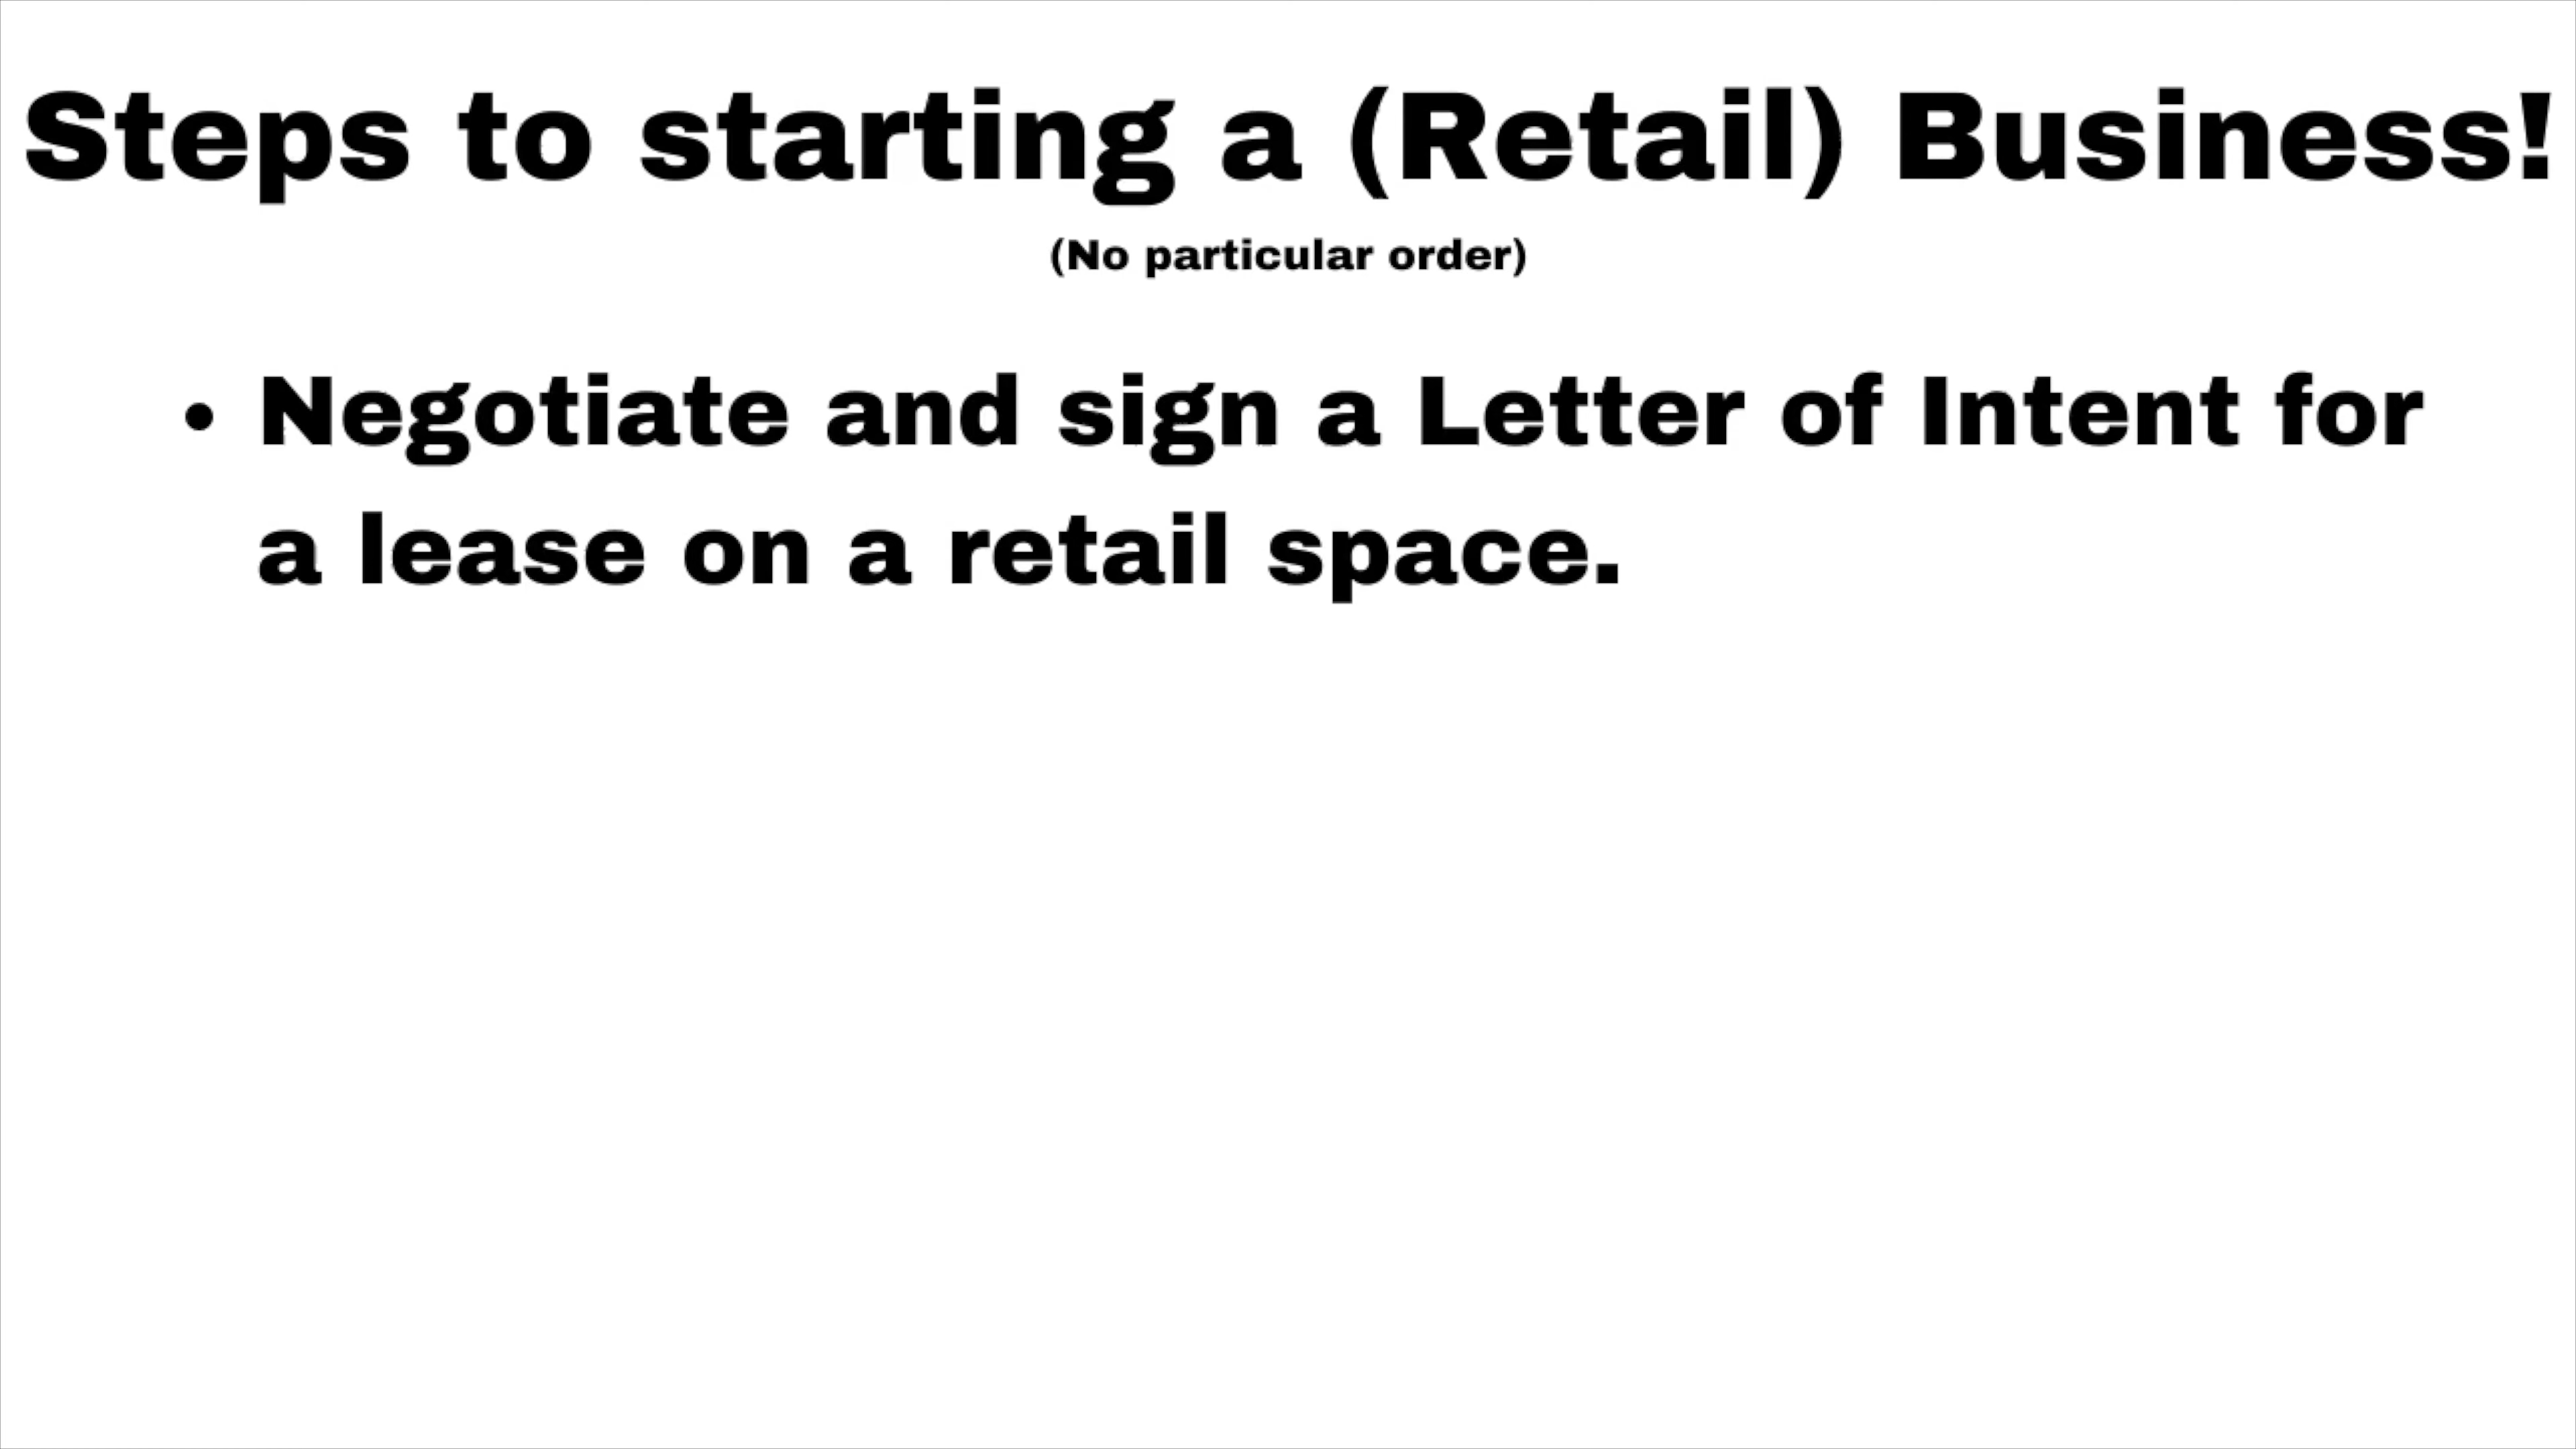 Steps to starting a (Retail) Business!
(No particular order)
• Negotiate and sign a Letter of Intent for
a lease on a retail space.